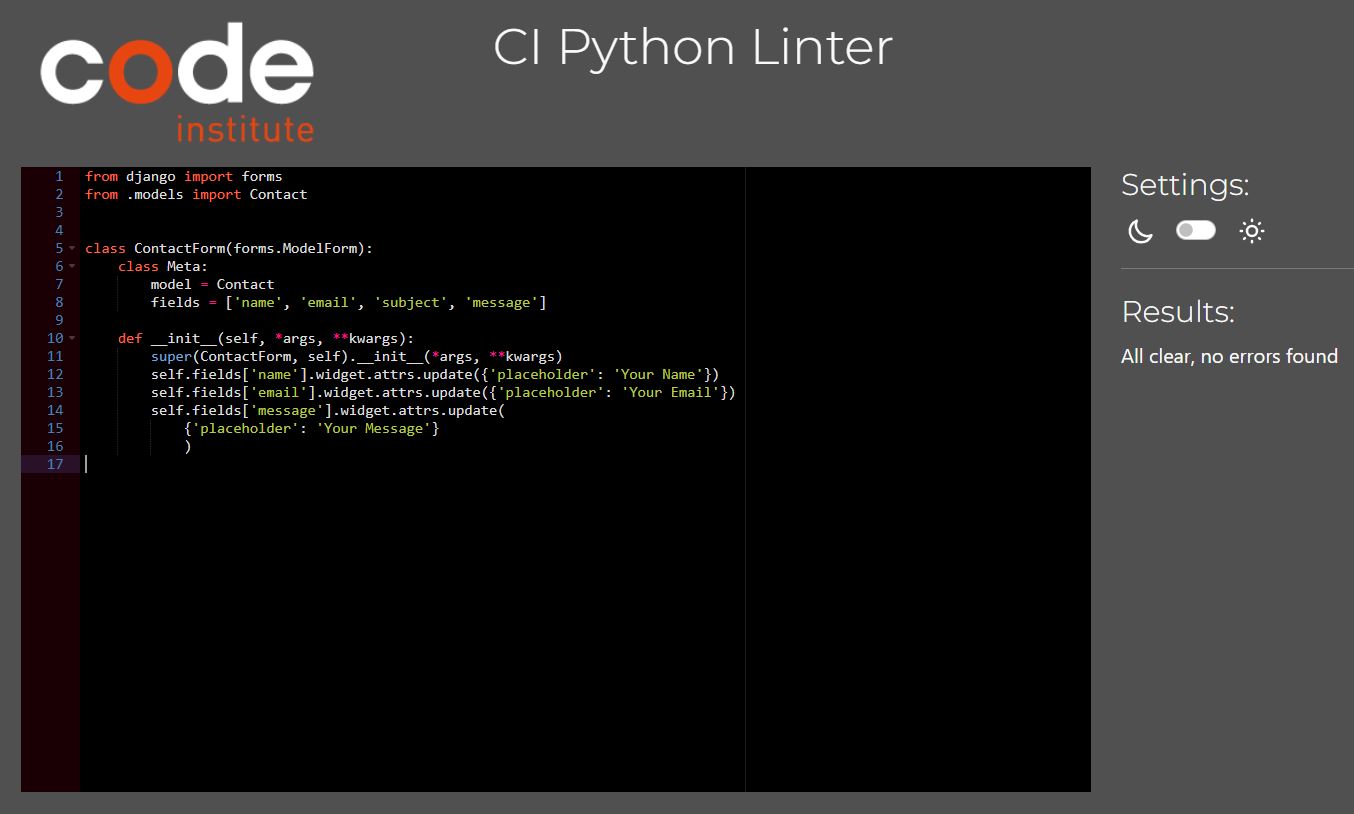 code
institute
CI Python Linter
1 from django import forms
2 from .models import Contact
3
4
5 class ContactForm(forms.ModelForm):
6     class Meta:
7         model = Contact
8         fields = ['name', 'email', 'subject', 'message']
9
10     def __init__(self, *args, **kwargs):
11         super(ContactForm, self).__init__(*args, **kwargs)
12         self.fields['name'].widget.attrs.update({'placeholder': 'Your Name'})
13         self.fields['email'].widget.attrs.update({'placeholder': 'Your Email'})
14         self.fields['message'].widget.attrs.update(
15             {'placeholder': 'Your Message'}
16             )
17
Settings:
Results:
All clear, no errors found